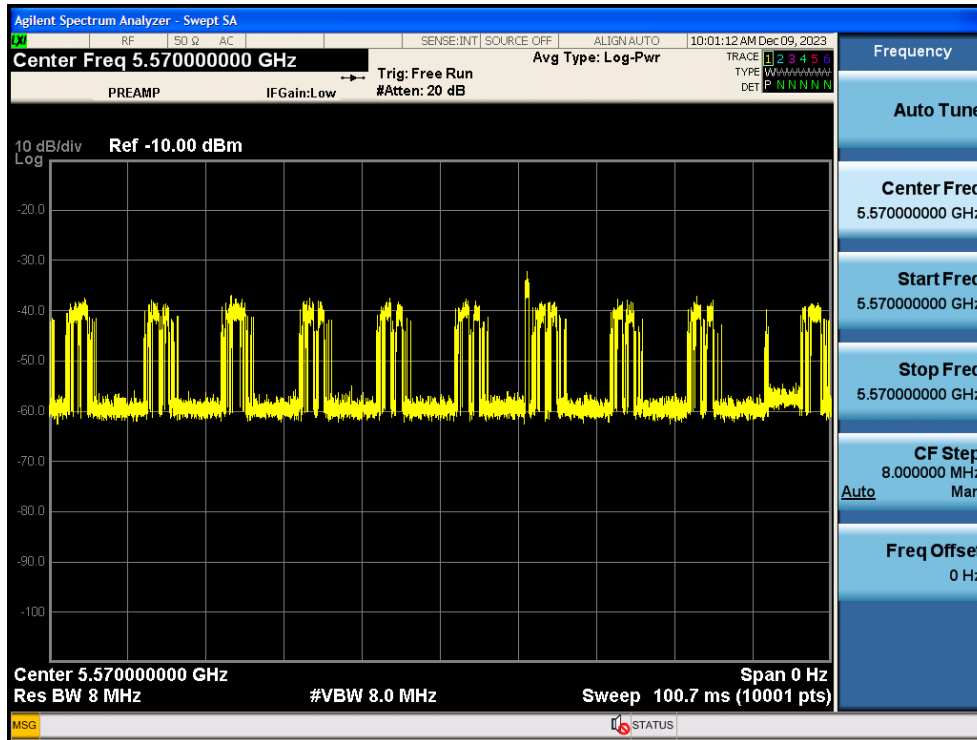 Agilent Spectrum Analyzer - Swept SA
LXI RF 50 Ω AC SENSE:INT SOURCE OFF ALIGN AUTO 10:01:12 AM Dec 09, 2023
Center Freq 5.570000000 GHz
PREAMP
IFGain:Low
Trig: Free Run
#Atten: 20 dB
Avg Type: Log-Pwr
TRACE 1 2 3 4 5 6
TYPE
DET P N N N N N
10 dB/div Ref -10.00 dBm
Log
-20.0
-30.0
-40.0
-50.0
-60.0
-70.0
-80.0
-90.0
-100
Center 5.570000000 GHz Span 0 Hz
Res BW 8 MHz #VBW 8.0 MHz Sweep 100.7 ms (10001 pts)
MSG STATUS
Frequency
Auto Tune
Center Freq
5.570000000 GHz
Start Freq
5.570000000 GHz
Stop Freq
5.570000000 GHz
CF Step
8.000000 MHz
Auto Man
Freq Offset
0 Hz